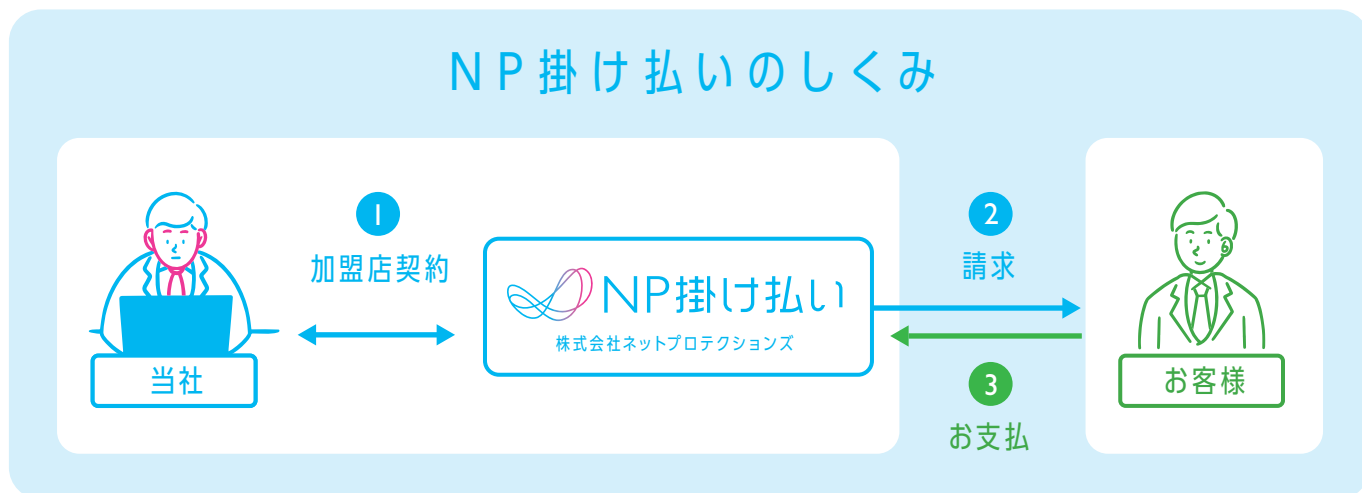 NP掛け払いのしくみ
1
加盟店契約
NP掛け払い
株式会社ネットプロテクションズ
当社
2
請求
3
お支払
お客様